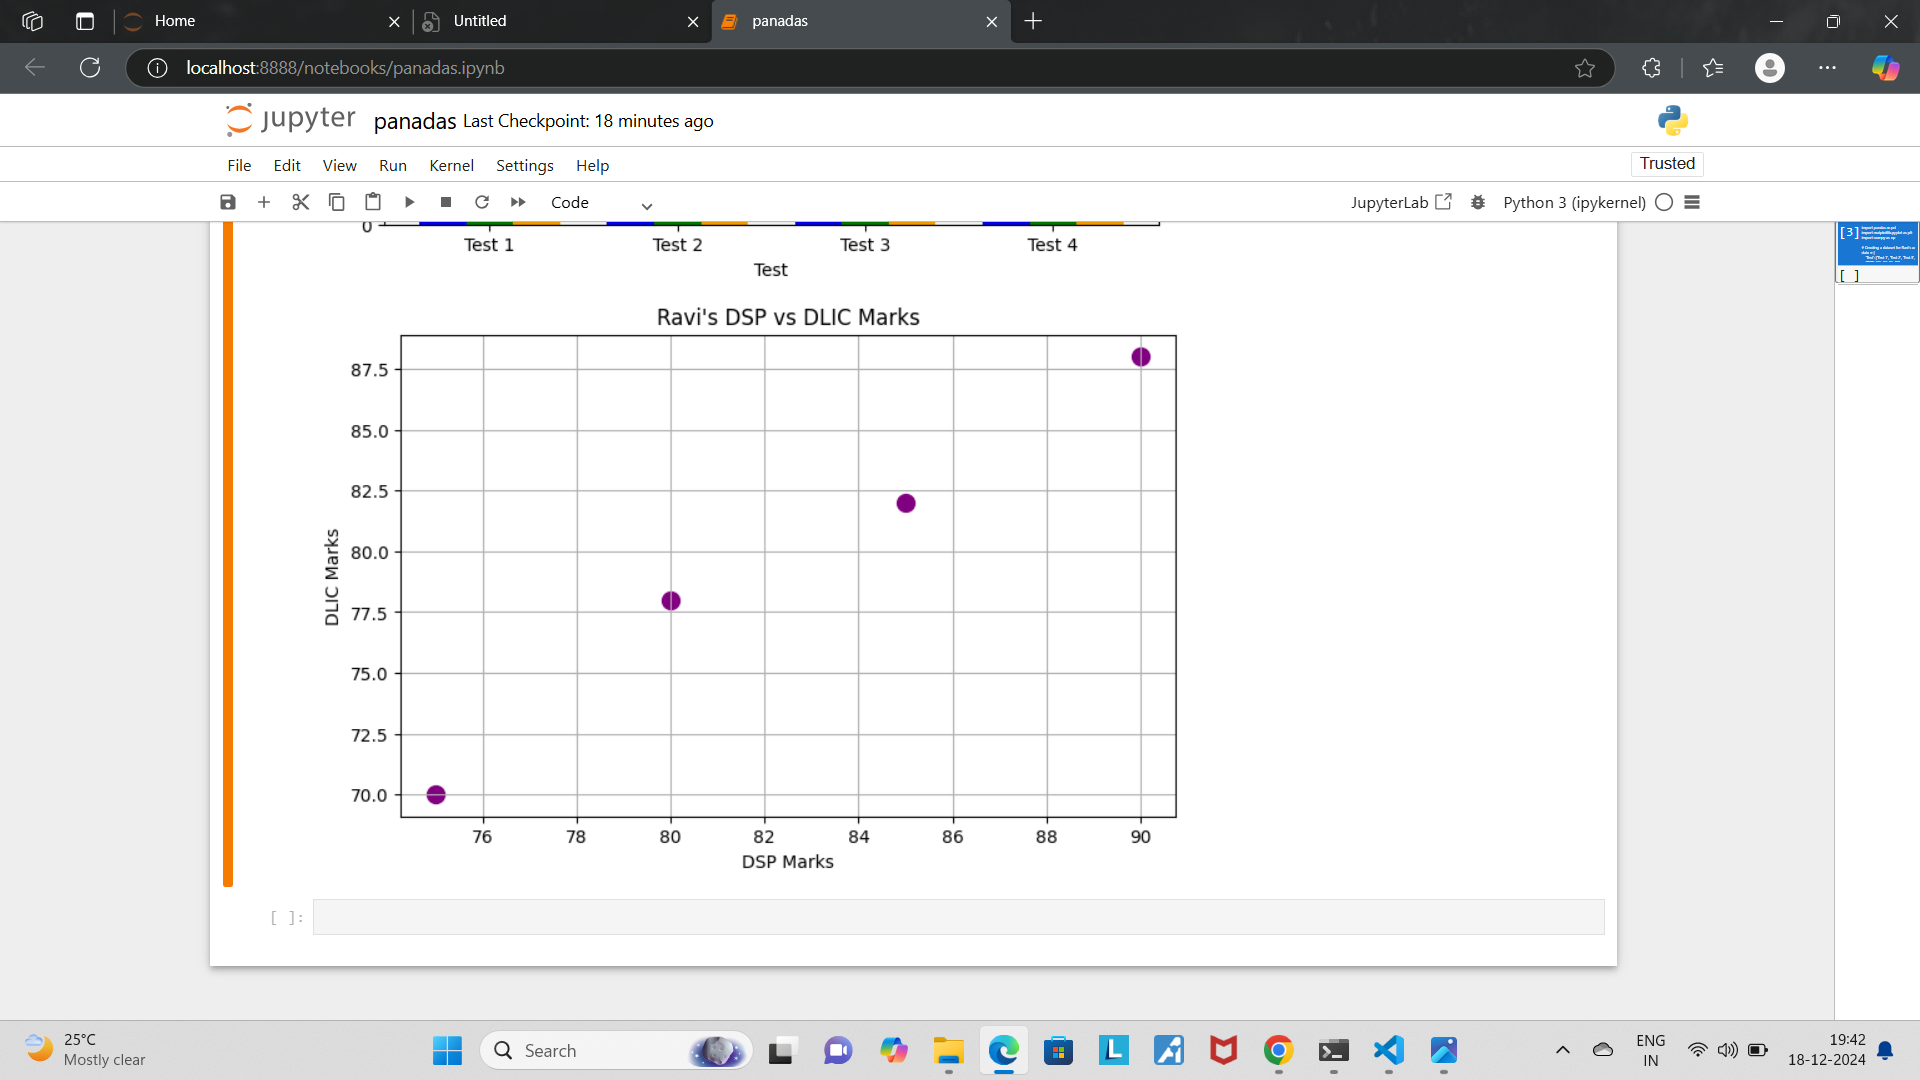 Home
Untitled
panadas
localhost:8888/notebooks/panadas.ipynb
jupyter
panadas Last Checkpoint: 18 minutes ago
File Edit View Run Kernel Settings Help
Trusted
Code
JupyterLab
Python 3 (ipykernel)
0
Test 1 Test 2 Test 3 Test 4
Test
[3]
[ ]
Ravi's DSP vs DLIC Marks
87.5
85.0
82.5
80.0
77.5
75.0
72.5
70.0
DLIC Marks
76 78 80 82 84 86 88 90
DSP Marks
[ ]:
25°C
Mostly clear
Search
ENG
IN
19:42
18-12-2024